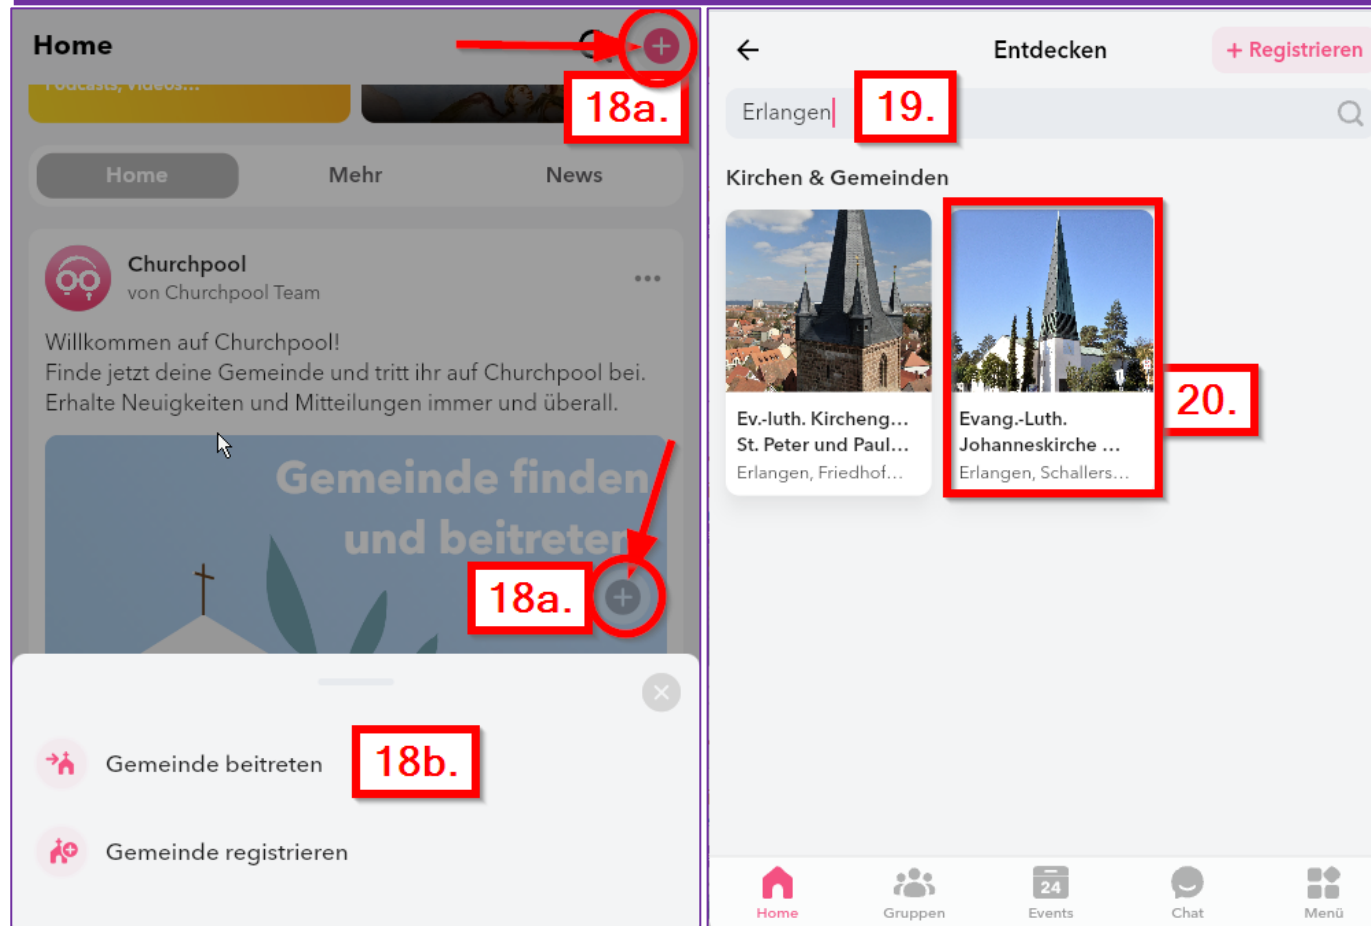 Home
18a.
Podcasts, Videos...
Home
Mehr
News
Churchpool
von Churchpool Team
Willkommen auf Churchpool!
Finde jetzt deine Gemeinde und tritt ihr auf Churchpool bei.
Erhalte Neuigkeiten und Mitteilungen immer und überall.
Gemeinde finden
und beitreten
18a.
Gemeinde beitreten
18b.
Gemeinde registrieren
Entdecken
+ Registrieren
Erlangen
19.
Kirchen & Gemeinden
Ev.-luth. Kircheng...
St. Peter und Paul...
Erlangen, Friedhof...
Evang.-Luth.
Johanneskirche ...
Erlangen, Schallers...
20.
Home
Gruppen
24
Events
Chat
Menü